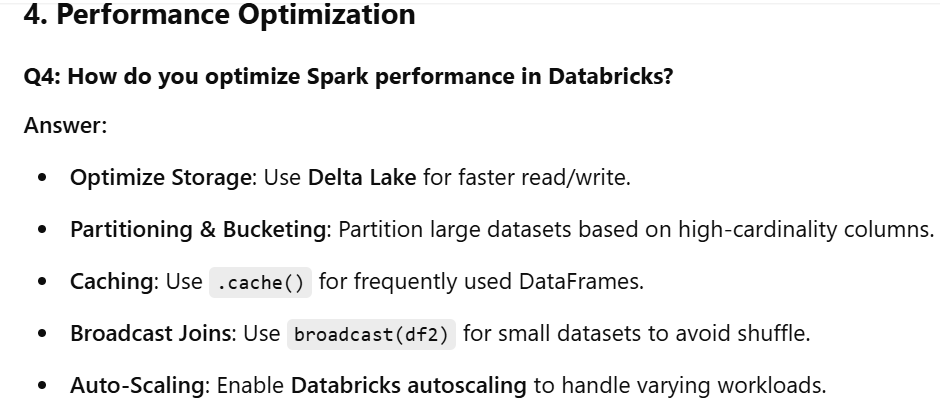 4. Performance Optimization
Q4: How do you optimize Spark performance in Databricks?
Answer:
• Optimize Storage: Use Delta Lake for faster read/write.
• Partitioning & Bucketing: Partition large datasets based on high-cardinality columns.
• Caching: Use .cache() for frequently used DataFrames.
• Broadcast Joins: Use broadcast(df2) for small datasets to avoid shuffle.
• Auto-Scaling: Enable Databricks autoscaling to handle varying workloads.